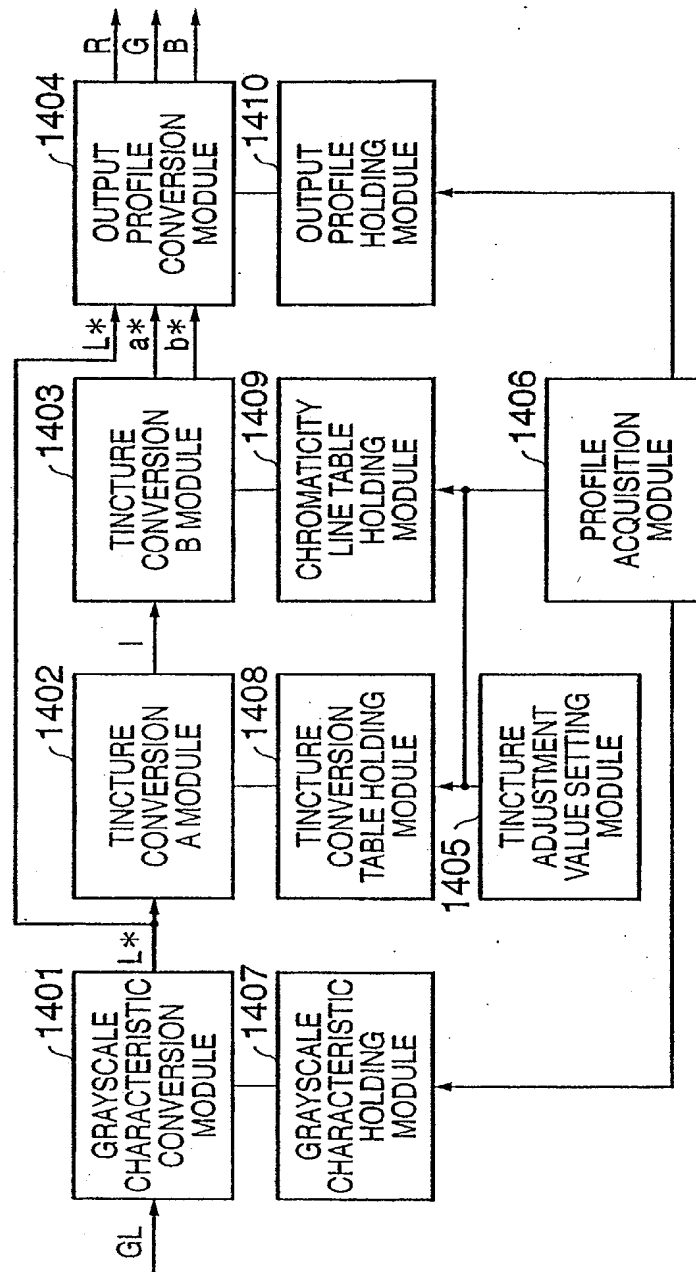 GL
1401
GRAYSCALE
CHARACTERISTIC
CONVERSION
MODULE
L*
1402
TINCTURE
CONVERSION
A MODULE
I
1403
TINCTURE
CONVERSION
B MODULE
L*
a*
b*
1404
OUTPUT
PROFILE
CONVERSION
MODULE
R
G
B
1407
GRAYSCALE
CHARACTERISTIC
HOLDING
MODULE
1408
TINCTURE
CONVERSION
TABLE HOLDING
MODULE
1409
CHROMATICITY
LINE TABLE
HOLDING
MODULE
1410
OUTPUT
PROFILE
HOLDING
MODULE
1405
TINCTURE
ADJUSTMENT
VALUE SETTING
MODULE
1406
PROFILE
ACQUISITION
MODULE